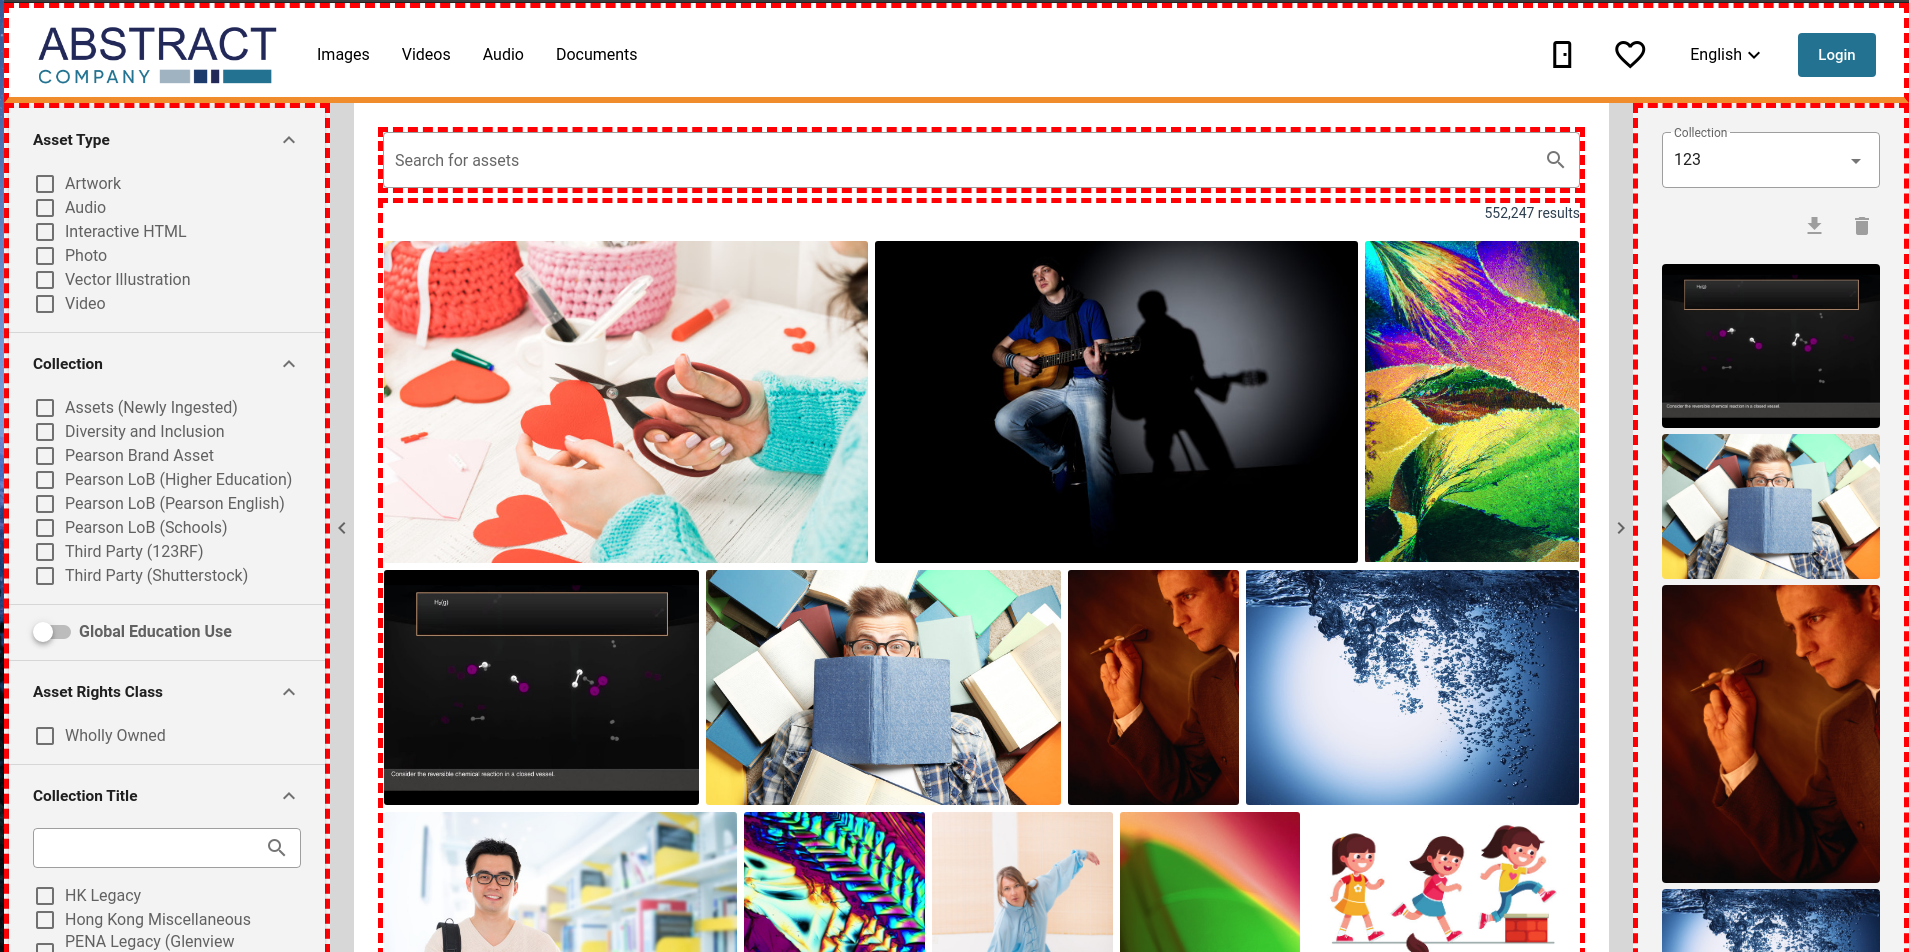 ABSTRACT
COMPANY
Images Videos Audio Documents
English
Login
Asset Type
Artwork
Audio
Interactive HTML
Photo
Vector Illustration
Video
Collection
Assets (Newly Ingested)
Diversity and Inclusion
Pearson Brand Asset
Pearson LoB (Higher Education)
Pearson LoB (Pearson English)
Pearson LoB (Schools)
Third Party (123RF)
Third Party (Shutterstock)
Global Education Use
Asset Rights Class
Wholly Owned
Collection Title
HK Legacy
Hong Kong Miscellaneous
PENA Legacy (Glenview
Search for assets
552,247 results
H₂(g)
Consider the reversible chemical reaction in a closed vessel.
Collection
123
H₂(g)
Consider the reversible chemical reaction in a closed vessel.